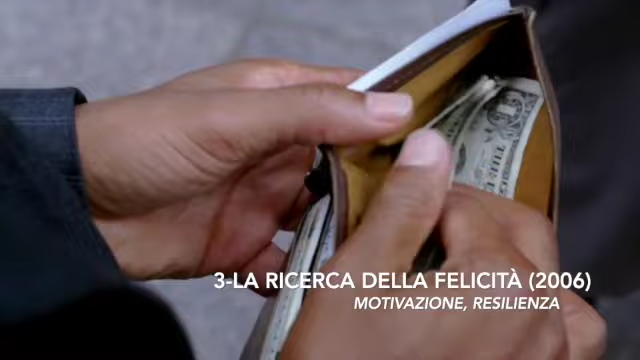 3-LA RICERCA DELLA FELICITÀ (2006)
MOTIVAZIONE, RESILIENZA